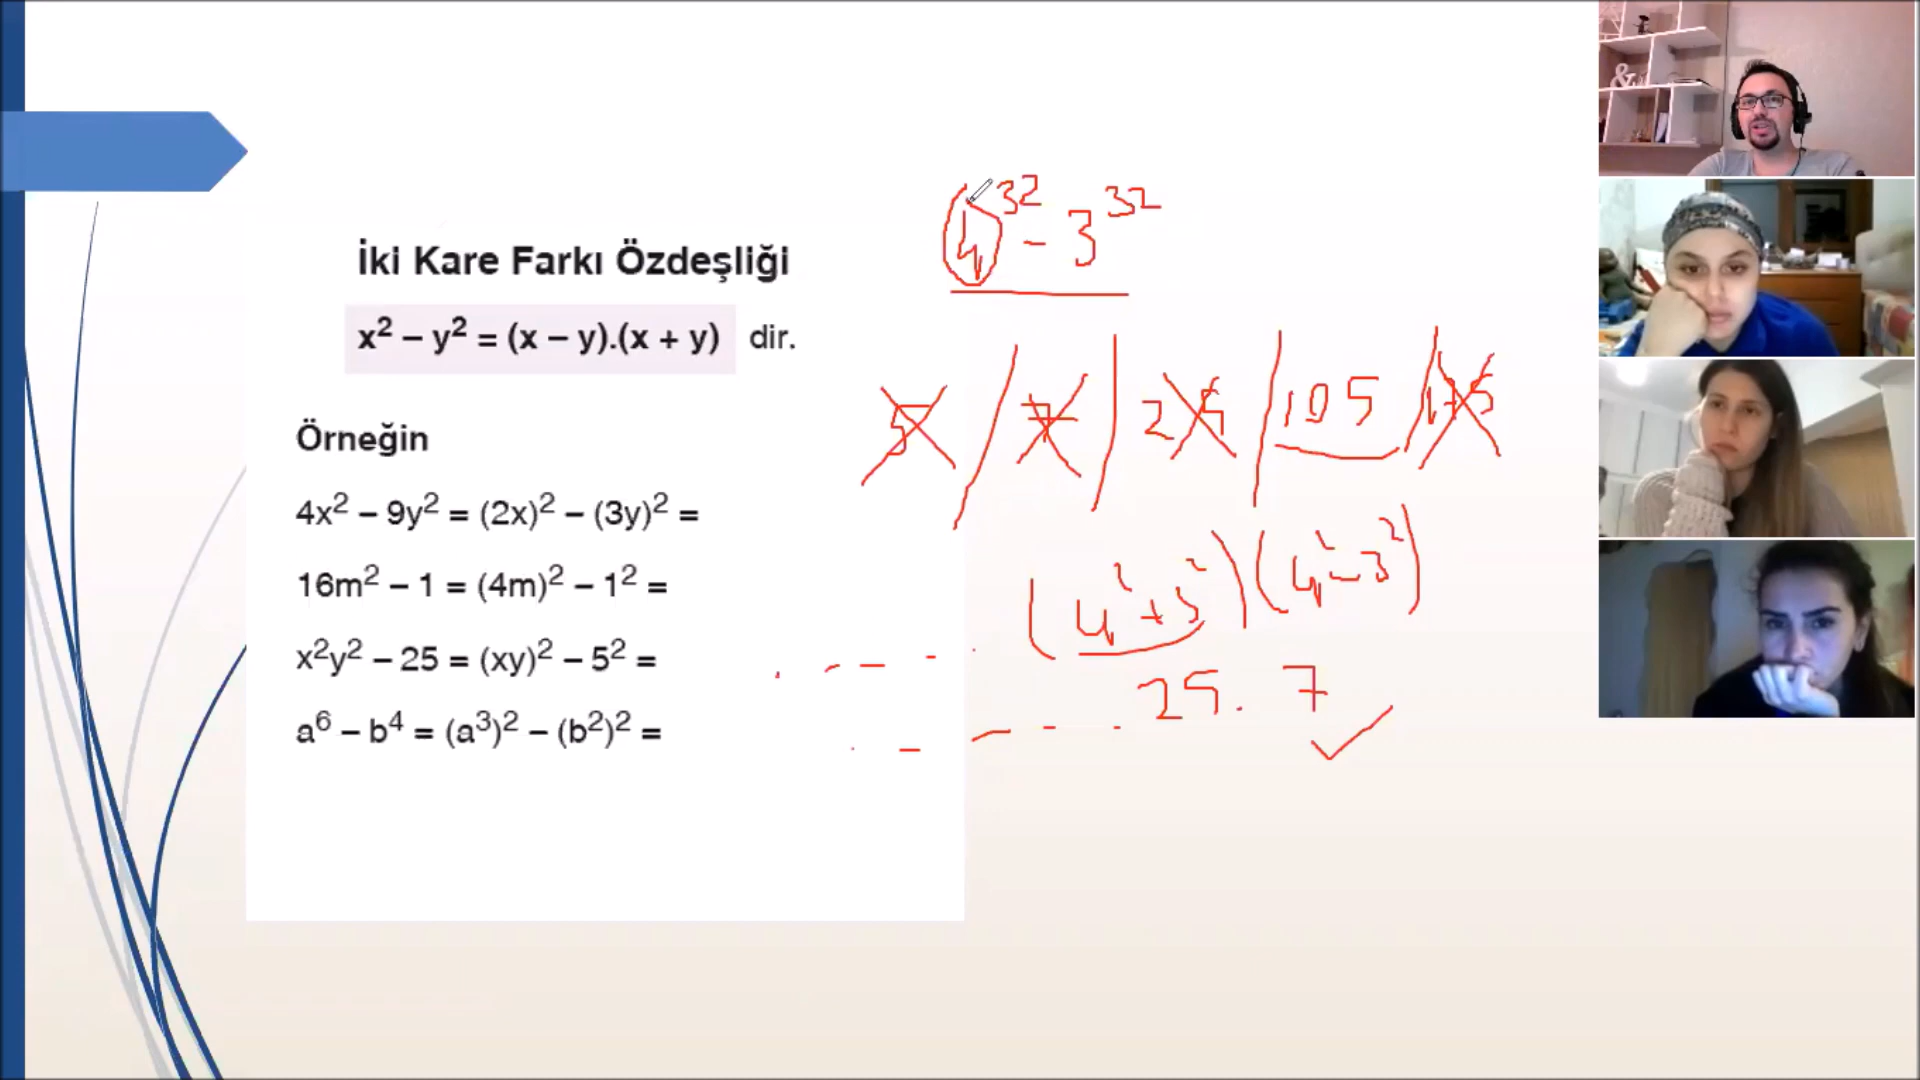 İki Kare Farkı Özdeşliği
x² – y² = (x – y).(x + y) dir.
Örneğin
4x² – 9y² = (2x)² – (3y)² =
16m² – 1 = (4m)² – 1² =
x²y² – 25 = (xy)² – 5² =
a⁶ – b⁴ = (a³)² – (b²)² =
4³² - 3³²
5 / 7 / 25 / 105 / 175
(4² + 3²) (4² - 3²)
25 . 7 ✓